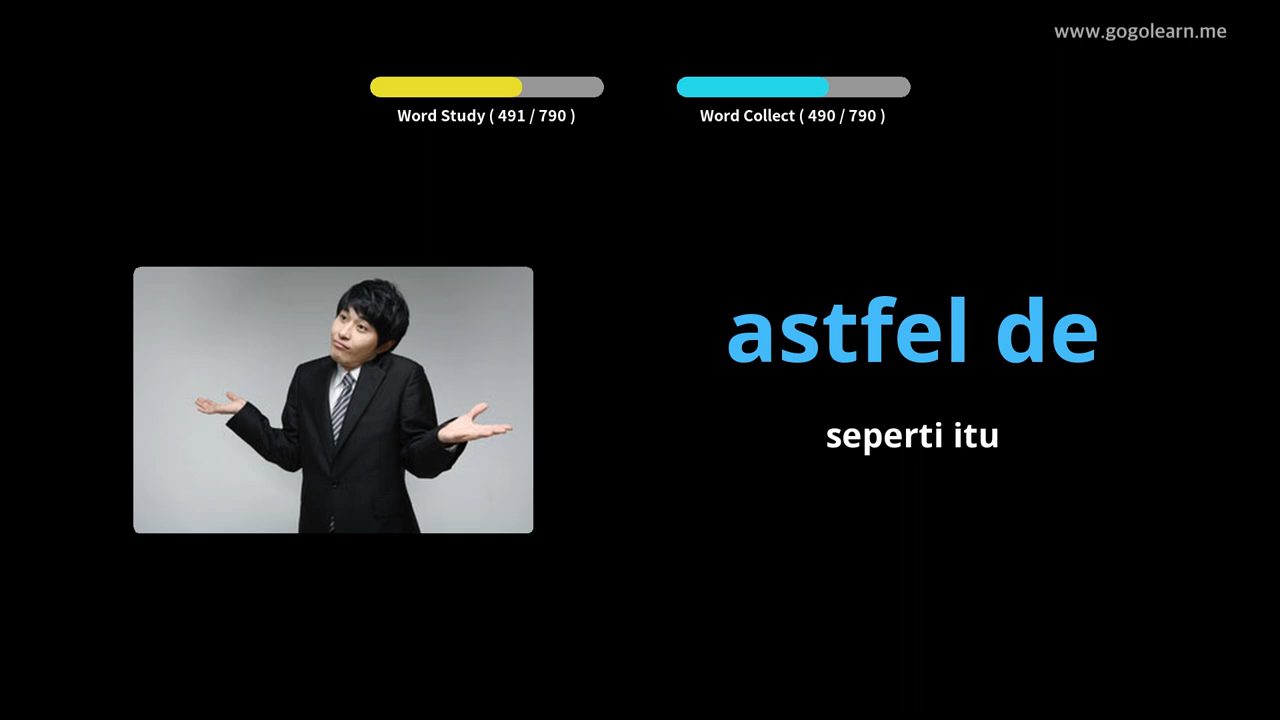 www.gogolearn.me
Word Study ( 491 / 790 )
Word Collect ( 490 / 790 )
astfel de
seperti itu